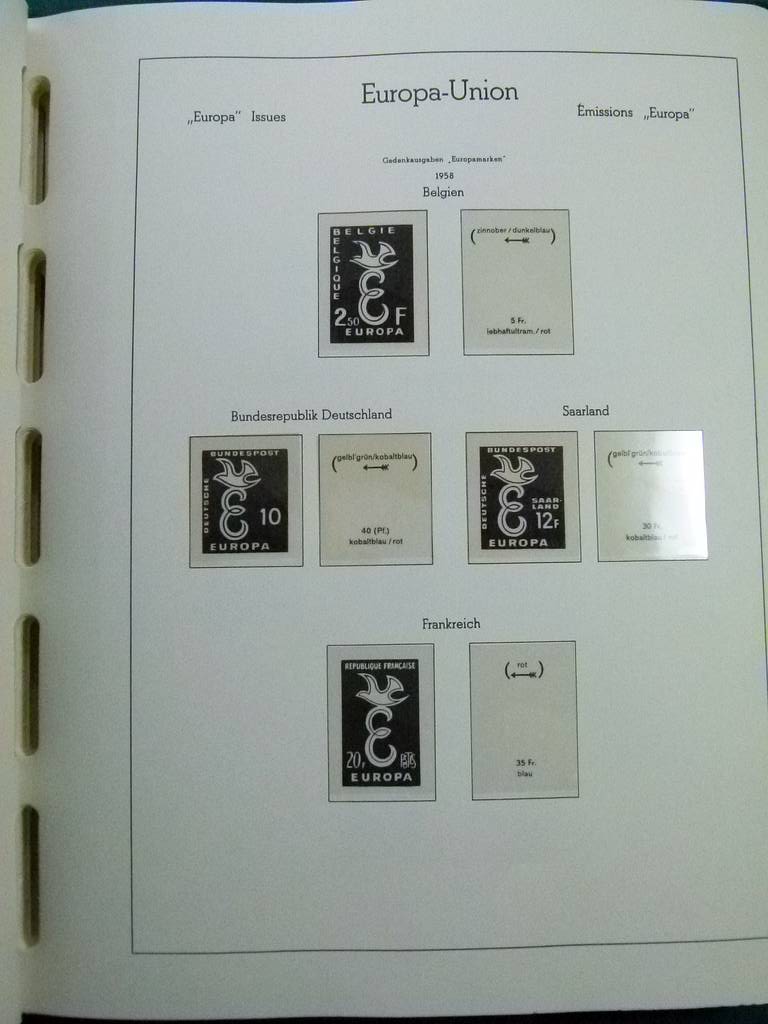 Europa-Union
„Europa” Issues
Émissions „Europa”
Gedenkausgaben „Europamarken”
1958
Belgien
BELGIE
BELGIQUE
2.50 F
EUROPA
(zinnober / dunkelblau)
5 Fr.
lebhaftultram. / rot
Bundesrepublik Deutschland
BUNDESPOST
DEUTSCHE
10
EUROPA
(gelbl'grün/kobaltblau)
40 (Pf.)
kobaltblau / rot
Saarland
BUNDESPOST
DEUTSCHE
SAAR-
LAND
12F
EUROPA
(gelbl'grün/kobaltblau)
30 Fr.
kobaltblau / rot
Frankreich
REPUBLIQUE FRANÇAISE
20F
POSTES
EUROPA
(rot)
35 Fr.
blau